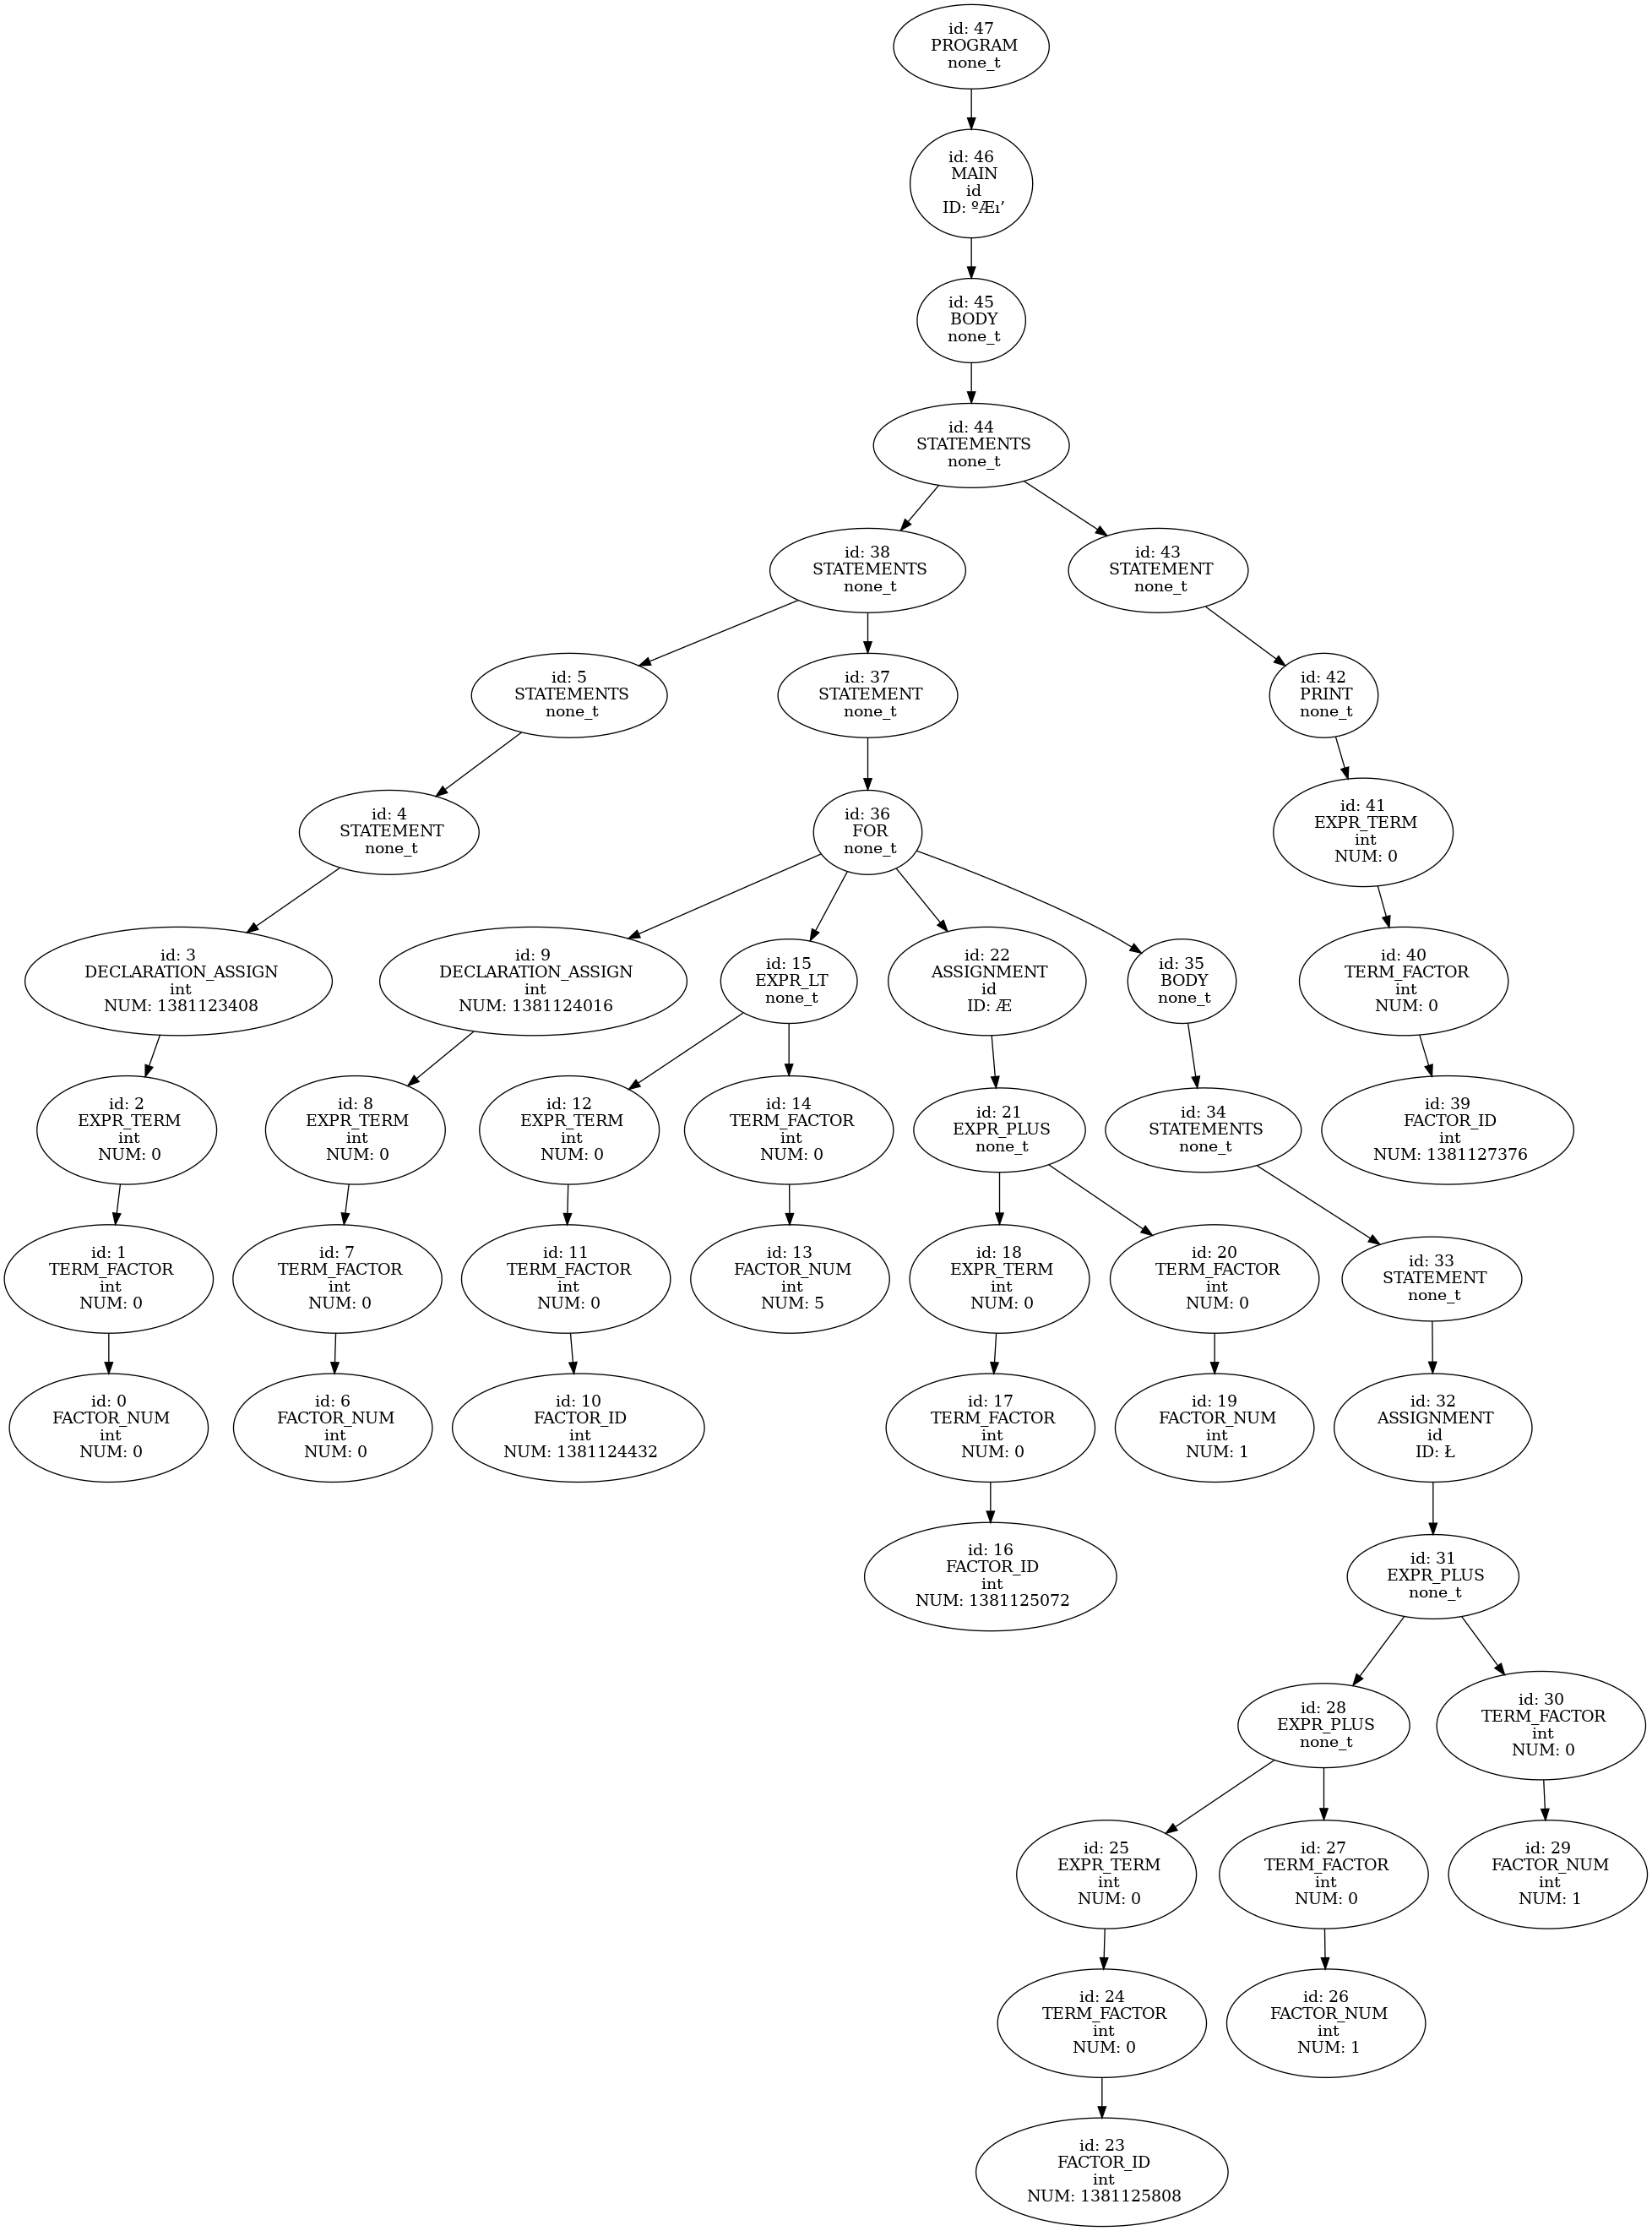 id: 47
PROGRAM
none_t
id: 46
MAIN
id
ID: ºÆı’
id: 45
BODY
none_t
id: 44
STATEMENTS
none_t
id: 38
STATEMENTS
none_t
id: 43
STATEMENT
none_t
id: 5
STATEMENTS
none_t
id: 37
STATEMENT
none_t
id: 42
PRINT
none_t
id: 4
STATEMENT
none_t
id: 36
FOR
none_t
id: 41
EXPR_TERM
int
NUM: 0
id: 3
DECLARATION_ASSIGN
int
NUM: 1381123408
id: 9
DECLARATION_ASSIGN
int
NUM: 1381124016
id: 15
EXPR_LT
none_t
id: 22
ASSIGNMENT
id
ID: Æ
id: 35
BODY
none_t
id: 40
TERM_FACTOR
int
NUM: 0
id: 2
EXPR_TERM
int
NUM: 0
id: 8
EXPR_TERM
int
NUM: 0
id: 12
EXPR_TERM
int
NUM: 0
id: 14
TERM_FACTOR
int
NUM: 0
id: 21
EXPR_PLUS
none_t
id: 34
STATEMENTS
none_t
id: 39
FACTOR_ID
int
NUM: 1381127376
id: 1
TERM_FACTOR
int
NUM: 0
id: 7
TERM_FACTOR
int
NUM: 0
id: 11
TERM_FACTOR
int
NUM: 0
id: 13
FACTOR_NUM
int
NUM: 5
id: 18
EXPR_TERM
int
NUM: 0
id: 20
TERM_FACTOR
int
NUM: 0
id: 33
STATEMENT
none_t
id: 0
FACTOR_NUM
int
NUM: 0
id: 6
FACTOR_NUM
int
NUM: 0
id: 10
FACTOR_ID
int
NUM: 1381124432
id: 17
TERM_FACTOR
int
NUM: 0
id: 19
FACTOR_NUM
int
NUM: 1
id: 32
ASSIGNMENT
id
ID: Ł
id: 16
FACTOR_ID
int
NUM: 1381125072
id: 31
EXPR_PLUS
none_t
id: 28
EXPR_PLUS
none_t
id: 30
TERM_FACTOR
int
NUM: 0
id: 25
EXPR_TERM
int
NUM: 0
id: 27
TERM_FACTOR
int
NUM: 0
id: 29
FACTOR_NUM
int
NUM: 1
id: 24
TERM_FACTOR
int
NUM: 0
id: 26
FACTOR_NUM
int
NUM: 1
id: 23
FACTOR_ID
int
NUM: 1381125808